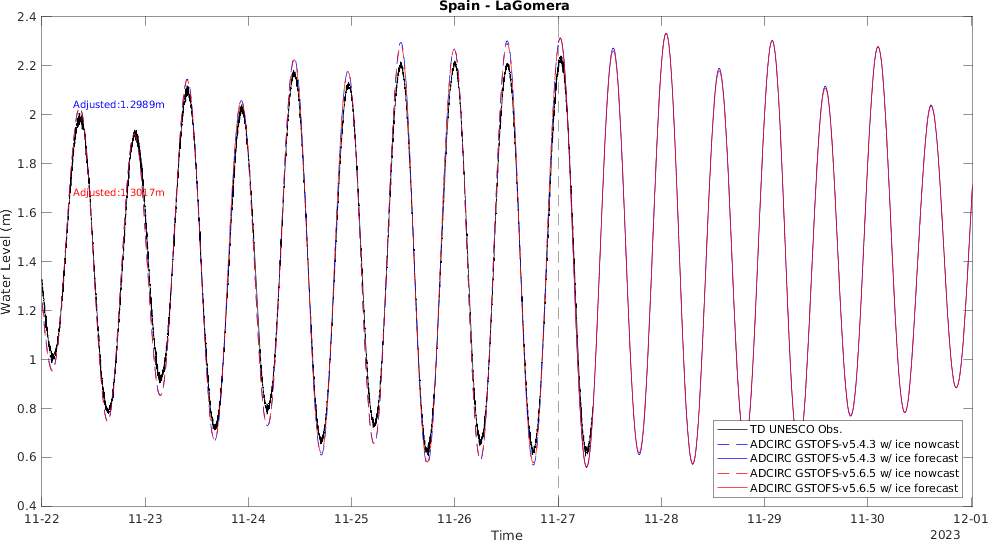 Spain - LaGomera
2.4
2.2
2
1.8
1.6
1.4
1.2
1
0.8
0.6
0.4
Water Level (m)
Adjusted:1.2989m
Adjusted:1.3017m
TD UNESCO Obs.
ADCIRC GSTOFS-v5.4.3 w/ ice nowcast
ADCIRC GSTOFS-v5.4.3 w/ ice forecast
ADCIRC GSTOFS-v5.6.5 w/ ice nowcast
ADCIRC GSTOFS-v5.6.5 w/ ice forecast
11-22 11-23 11-24 11-25 11-26 11-27 11-28 11-29 11-30 12-01
Time
2023